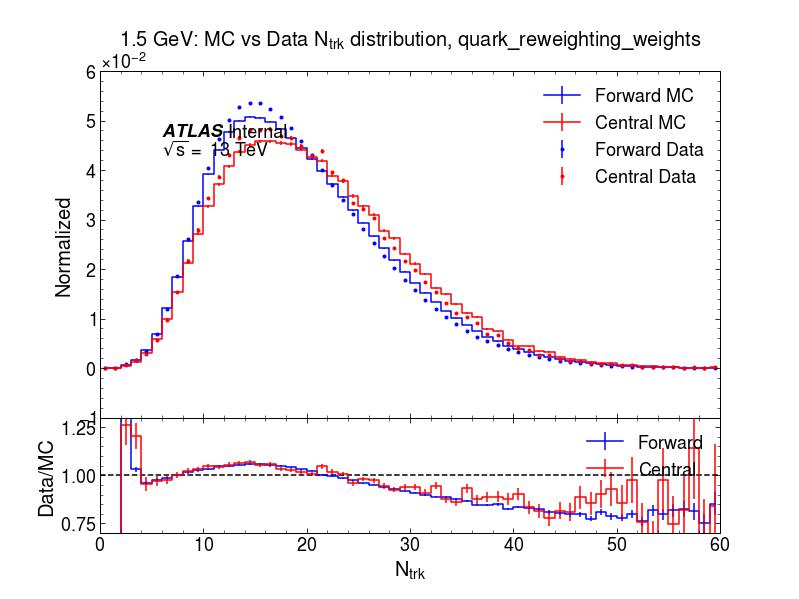 1.5 GeV: MC vs Data N_trk distribution, quark_reweighting_weights
×10⁻²
6
5
4
3
2
1
0
−1
Normalized
ATLAS Internal
√s = 13 TeV
Forward MC
Central MC
Forward Data
Central Data
1.25
1.00
0.75
Data/MC
Forward
Central
0 10 20 30 40 50 60
N_trk